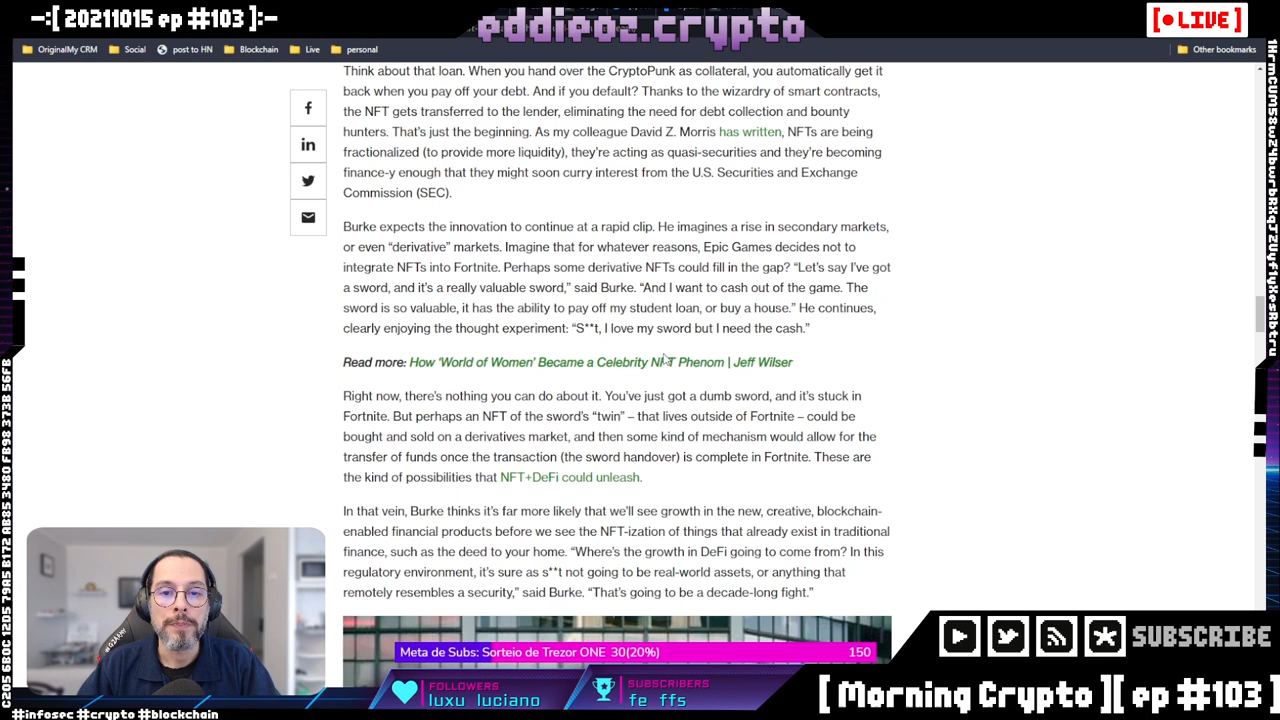 -:[ 20211015 ep #103 ]:-
eddieoz.crypto
[ LIVE ]
OriginalMy CRM
Social
post to HN
Blockchain
Live
personal
Other bookmarks
Think about that loan. When you hand over the CryptoPunk as collateral, you automatically get it
back when you pay off your debt. And if you default? Thanks to the wizardry of smart contracts,
the NFT gets transferred to the lender, eliminating the need for debt collection and bounty
hunters. That's just the beginning. As my colleague David Z. Morris has written, NFTs are being
fractionalized (to provide more liquidity), they're acting as quasi-securities and they're becoming
finance-y enough that they might soon curry interest from the U.S. Securities and Exchange
Commission (SEC).
Burke expects the innovation to continue at a rapid clip. He imagines a rise in secondary markets,
or even “derivative” markets. Imagine that for whatever reasons, Epic Games decides not to
integrate NFTs into Fortnite. Perhaps some derivative NFTs could fill in the gap? “Let's say I've got
a sword, and it's a really valuable sword,” said Burke. “And I want to cash out of the game. The
sword is so valuable, it has the ability to pay off my student loan, or buy a house.” He continues,
clearly enjoying the thought experiment: “S**t, I love my sword but I need the cash.”
Read more: How 'World of Women' Became a Celebrity NFT Phenom | Jeff Wilser
Right now, there's nothing you can do about it. You've just got a dumb sword, and it's stuck in
Fortnite. But perhaps an NFT of the sword's “twin” – that lives outside of Fortnite – could be
bought and sold on a derivatives market, and then some kind of mechanism would allow for the
transfer of funds once the transaction (the sword handover) is complete in Fortnite. These are
the kind of possibilities that NFT+DeFi could unleash.
In that vein, Burke thinks it's far more likely that we'll see growth in the new, creative, blockchain-
enabled financial products before we see the NFT-ization of things that already exist in traditional
finance, such as the deed to your home. “Where's the growth in DeFi going to come from? In this
regulatory environment, it's sure as s**t not going to be real-world assets, or anything that
remotely resembles a security,” said Burke. “That's going to be a decade-long fight.”
Meta de Subs: Sorteio de Trezor ONE 30(20%)
150
FOLLOWERS
luxu luciano
SUBSCRIBERS
fe ffs
SUBSCRIBE
[ Morning Crypto ][ ep #103 ]
#infosec #crypto #blockchain